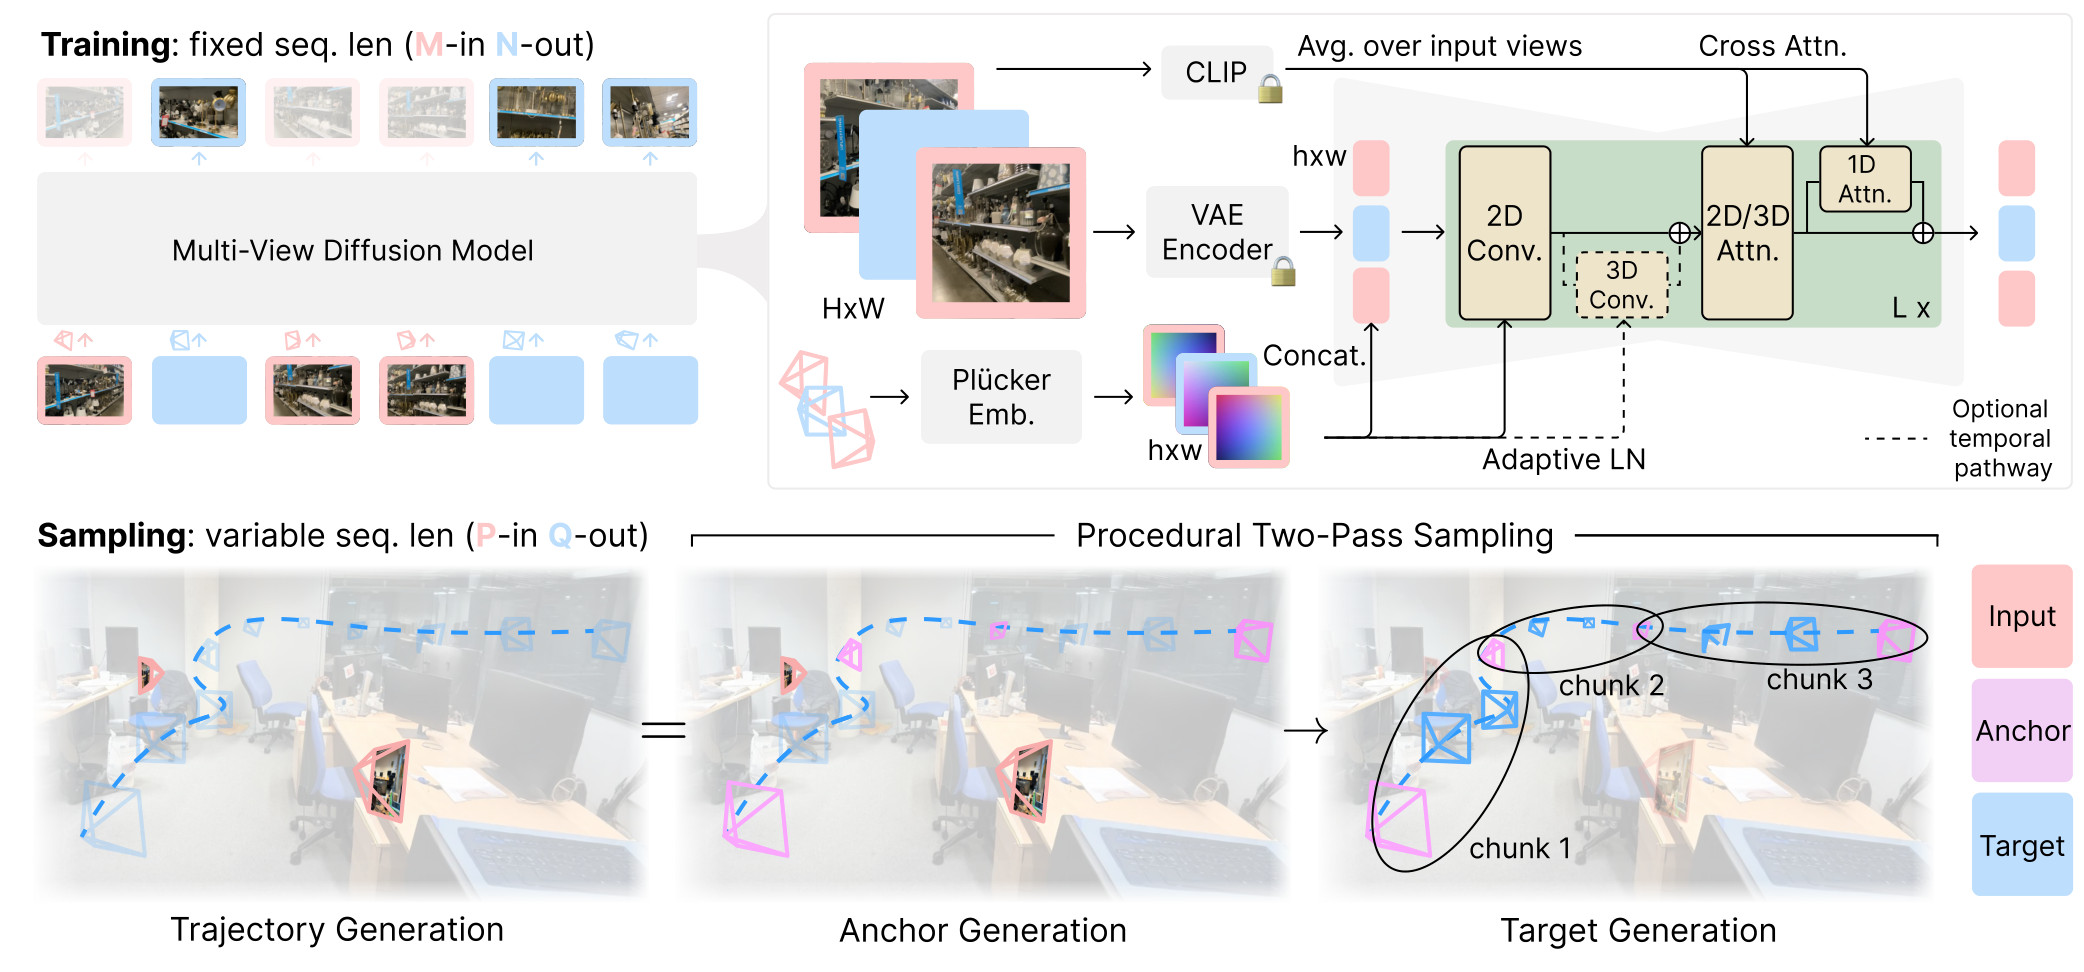 Training: fixed seq. len (M-in N-out)
Multi-View Diffusion Model
CLIP
Avg. over input views
Cross Attn.
hxw
VAE
Encoder
HxW
2D
Conv.
3D
Conv.
2D/3D
Attn.
1D
Attn.
L x
Plücker
Emb.
Concat.
hxw
Adaptive LN
Optional
temporal
pathway
Sampling: variable seq. len (P-in Q-out)
Procedural Two-Pass Sampling
chunk 1
chunk 2
chunk 3
Input
Anchor
Target
Trajectory Generation
Anchor Generation
Target Generation